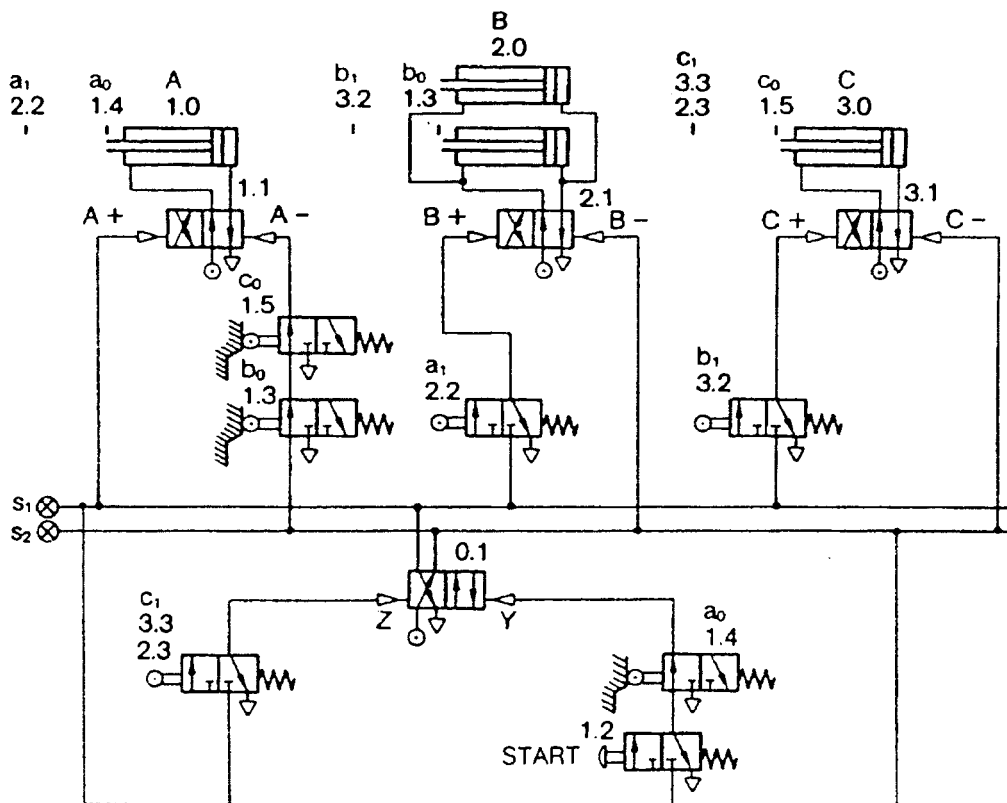 B
2.0
a1
2.2
a0
1.4
A
1.0
b1
3.2
b0
1.3
c1
3.3
2.3
c0
1.5
C
3.0
1.1
2.1
3.1
A +
A -
B +
B -
C +
C -
c0
1.5
b0
1.3
a1
2.2
b1
3.2
S1
S2
0.1
Z
Y
c1
3.3
2.3
a0
1.4
1.2
START